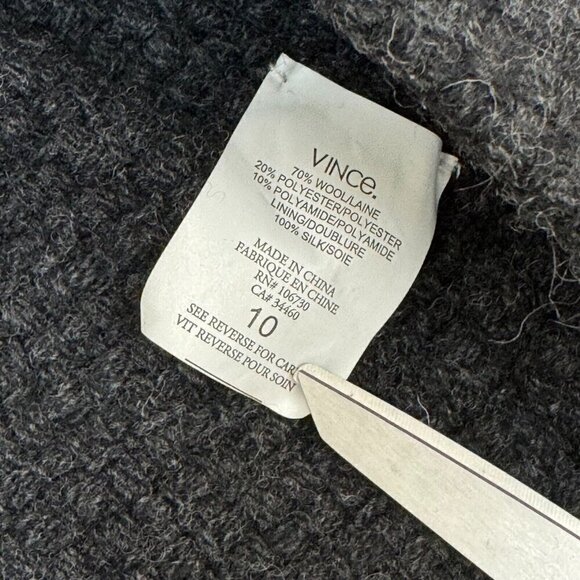 VINCe.
70% WOOL/LAINE
20% POLYESTER/POLYESTER
10% POLYAMIDE/POLYAMIDE
LINING/DOUBLURE
100% SILK/SOIE
MADE IN CHINA
FABRIQUE EN CHINE
RN# 106730
CA# 34460
10
SEE REVERSE FOR CARE
VIT REVERSE POUR SOIN